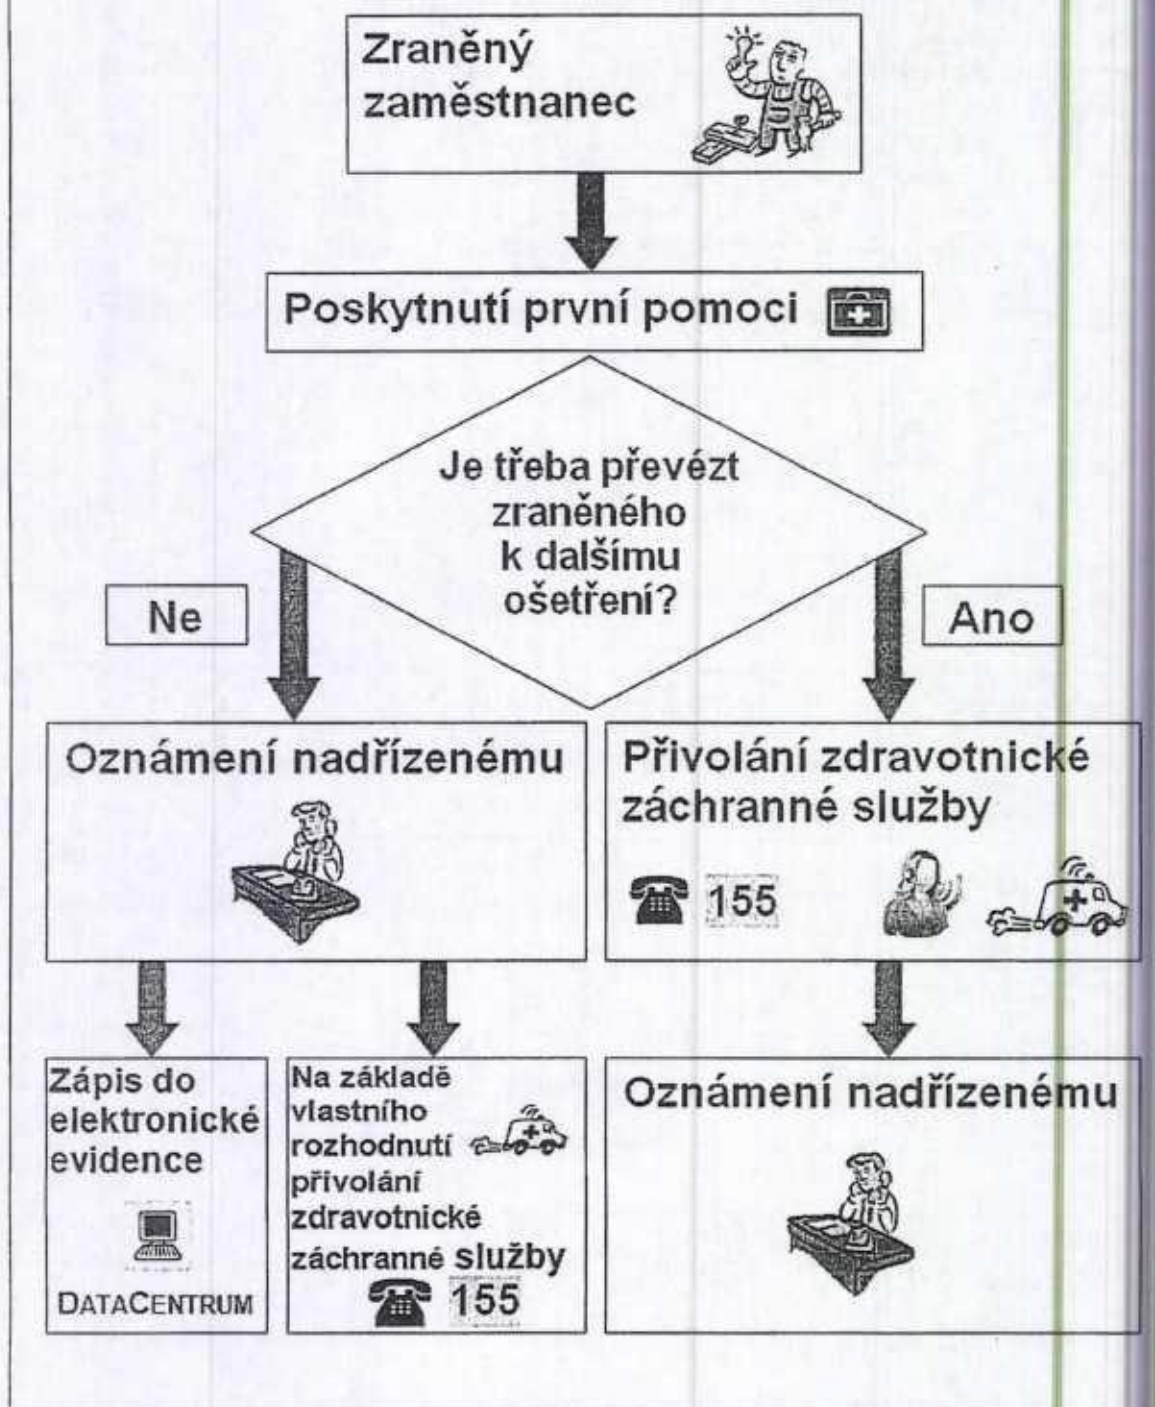 Zraněný
zaměstnanec
Poskytnutí první pomoci
Je třeba převézt
zraněného
k dalšímu
ošetření?
Ne
Ano
Oznámení nadřízenému
Přivolání zdravotnické
záchranné služby
155
Zápis do
elektronické
evidence
DATACENTRUM
Na základě
vlastního
rozhodnutí
přivolání
zdravotnické
záchranné služby
155
Oznámení nadřízenému